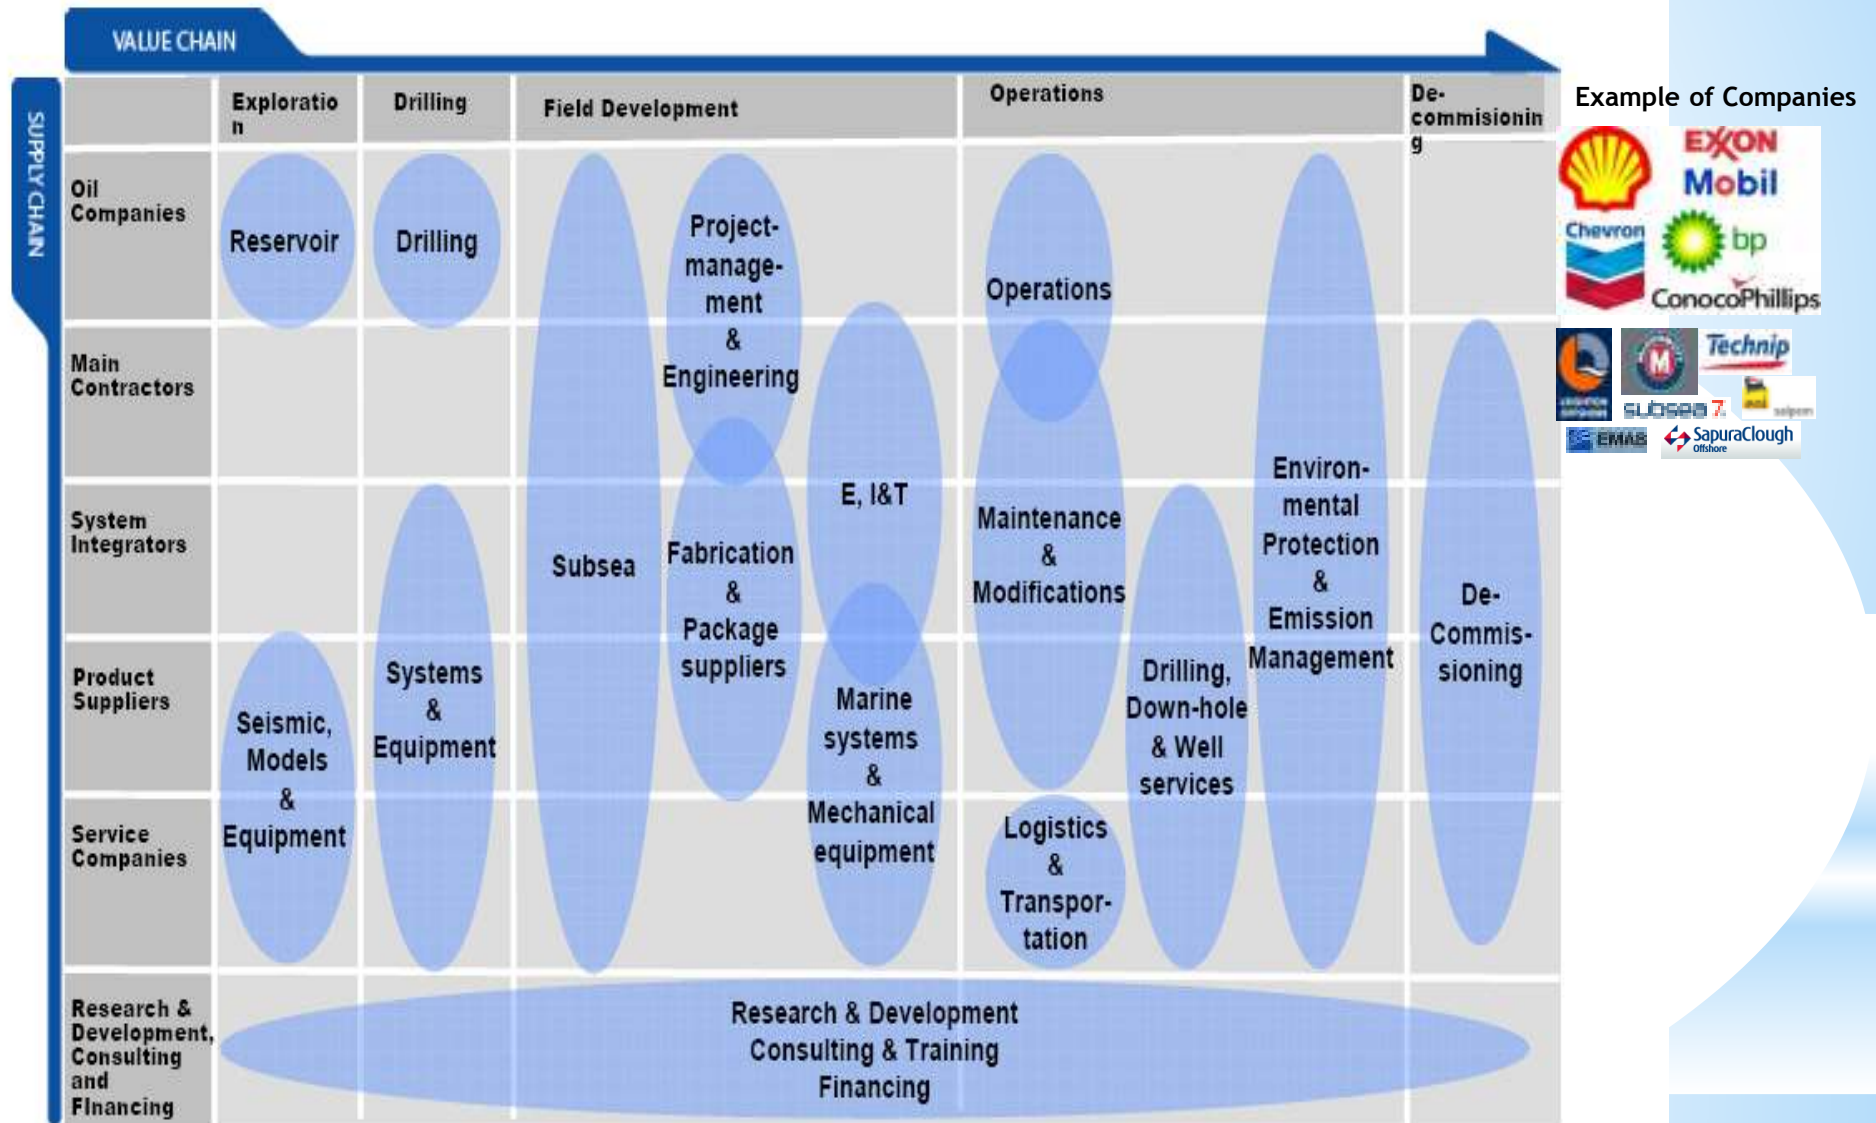 VALUE CHAIN
SUPPLY CHAIN
Exploratio
n
Drilling
Field Development
Operations
De-
commisionin
g
Example of Companies
Oil
Companies
Main
Contractors
System
Integrators
Product
Suppliers
Service
Companies
Research &
Development,
Consulting
and
FInancing
Reservoir
Seismic,
Models
&
Equipment
Drilling
Systems
&
Equipment
Subsea
Project-
manage-
ment
&
Engineering
Fabrication
&
Package
suppliers
E, I&T
Marine
systems
&
Mechanical
equipment
Operations
Maintenance
&
Modifications
Logistics
&
Transpor-
tation
Drilling,
Down-hole
& Well
services
Environ-
mental
Protection
&
Emission
Management
De-
Commis-
sioning
Research & Development
Consulting & Training
Financing
EXXON
Mobil
Chevron
bp
ConocoPhillips
M
Technip
subsea 7
saipem
EMAS
SapuraClough
Offshore